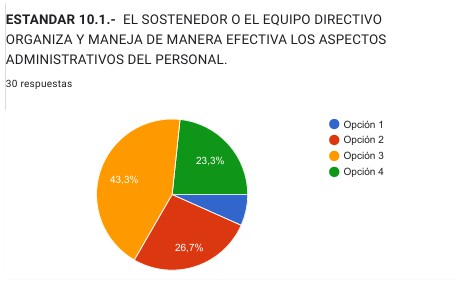 ESTANDAR 10.1.- EL SOSTENEDOR O EL EQUIPO DIRECTIVO
ORGANIZA Y MANEJA DE MANERA EFECTIVA LOS ASPECTOS
ADMINISTRATIVOS DEL PERSONAL.
30 respuestas
Opción 1
Opción 2
Opción 3
Opción 4
23,3%
43,3%
26,7%